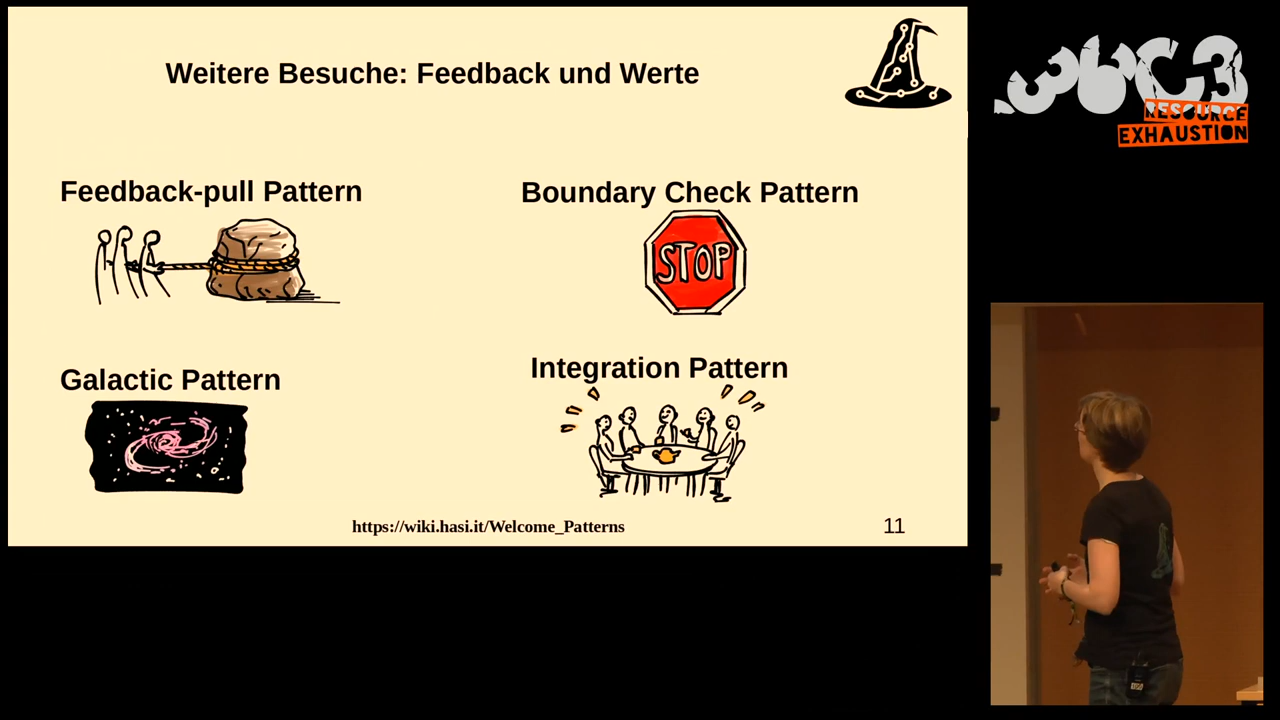 Weitere Besuche: Feedback und Werte
Feedback-pull Pattern
Boundary Check Pattern
STOP
Galactic Pattern
Integration Pattern
https://wiki.hasi.it/Welcome_Patterns
11
36C3
RESOURCE
EXHAUSTION